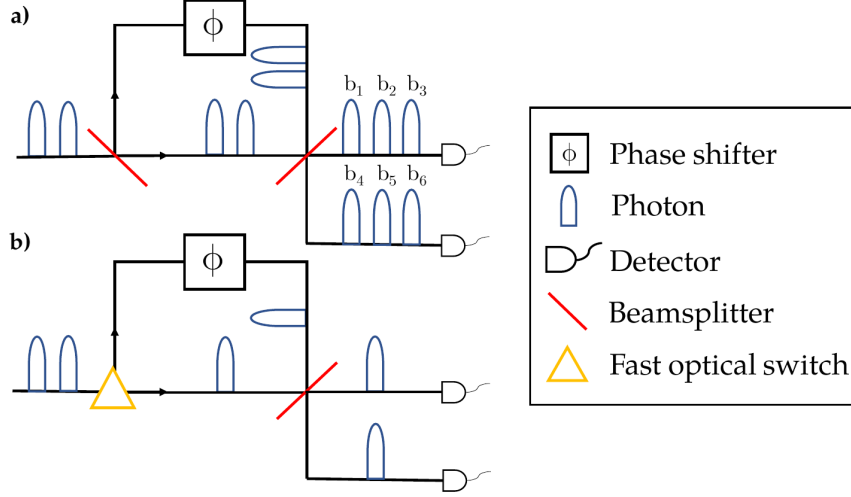 a)
ϕ
b₁ b₂ b₃
b₄ b₅ b₆
b)
ϕ
ϕ Phase shifter
Photon
Detector
Beamsplitter
Fast optical switch